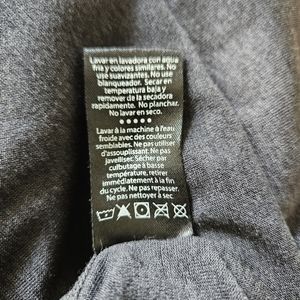 Lavar en lavadora con agua
fria y colores similares. No
use suavizantes. No use
blanqueador. Secar en
temperatura baja y
remover de la secadora
rapidamente. No planchar.
No lavar en seco.
•••••
Lavar à la machine à l'eau
froide avec des couleurs
semblables. Ne pas utiliser
d'assouplissant. Ne pas
javelliser. Sécher par
culbutage à basse
temperature, retirer
immédiatement à la fin
du cycle. Ne pas repasser.
Ne pas nettoyer à sec